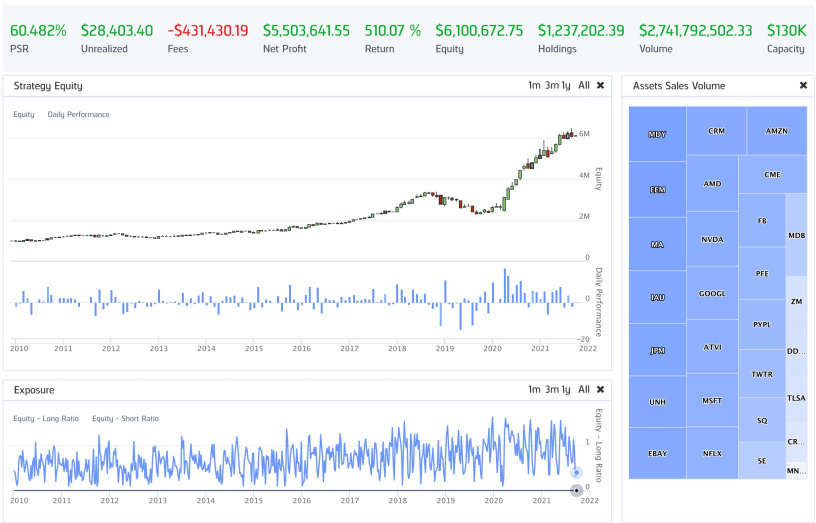 60.482% $28,403.40 -$431,430.19 $5,503,641.55 510.07 % $6,100,672.75 $1,237,202.39 $2,741,792,502.33 $130K
PSR Unrealized Fees Net Profit Return Equity Holdings Volume Capacity
Strategy Equity 1m 3m 1y All ✖
Equity Daily Performance
6M
4M
2M
0
Equity
0
-20
Daily Performance
2010 2011 2012 2013 2014 2015 2016 2017 2018 2019 2020 2021 2022
Exposure 1m 3m 1y All ✖
Equity - Long Ratio Equity - Short Ratio
1
0
Equity - Long Ratio
2010 2011 2012 2013 2014 2015 2016 2017 2018 2019 2020 2021 2022
Assets Sales Volume ✖
MDY
EEM
MA
IAU
JPM
UNH
EBAY
CRM
AMD
NVDA
GOOGL
ATVI
MSFT
NFLX
AMZN
CME
FB
PFE
PYPL
TWTR
SQ
SE
MDB
ZM
DD...
TLSA
CR...
MN...